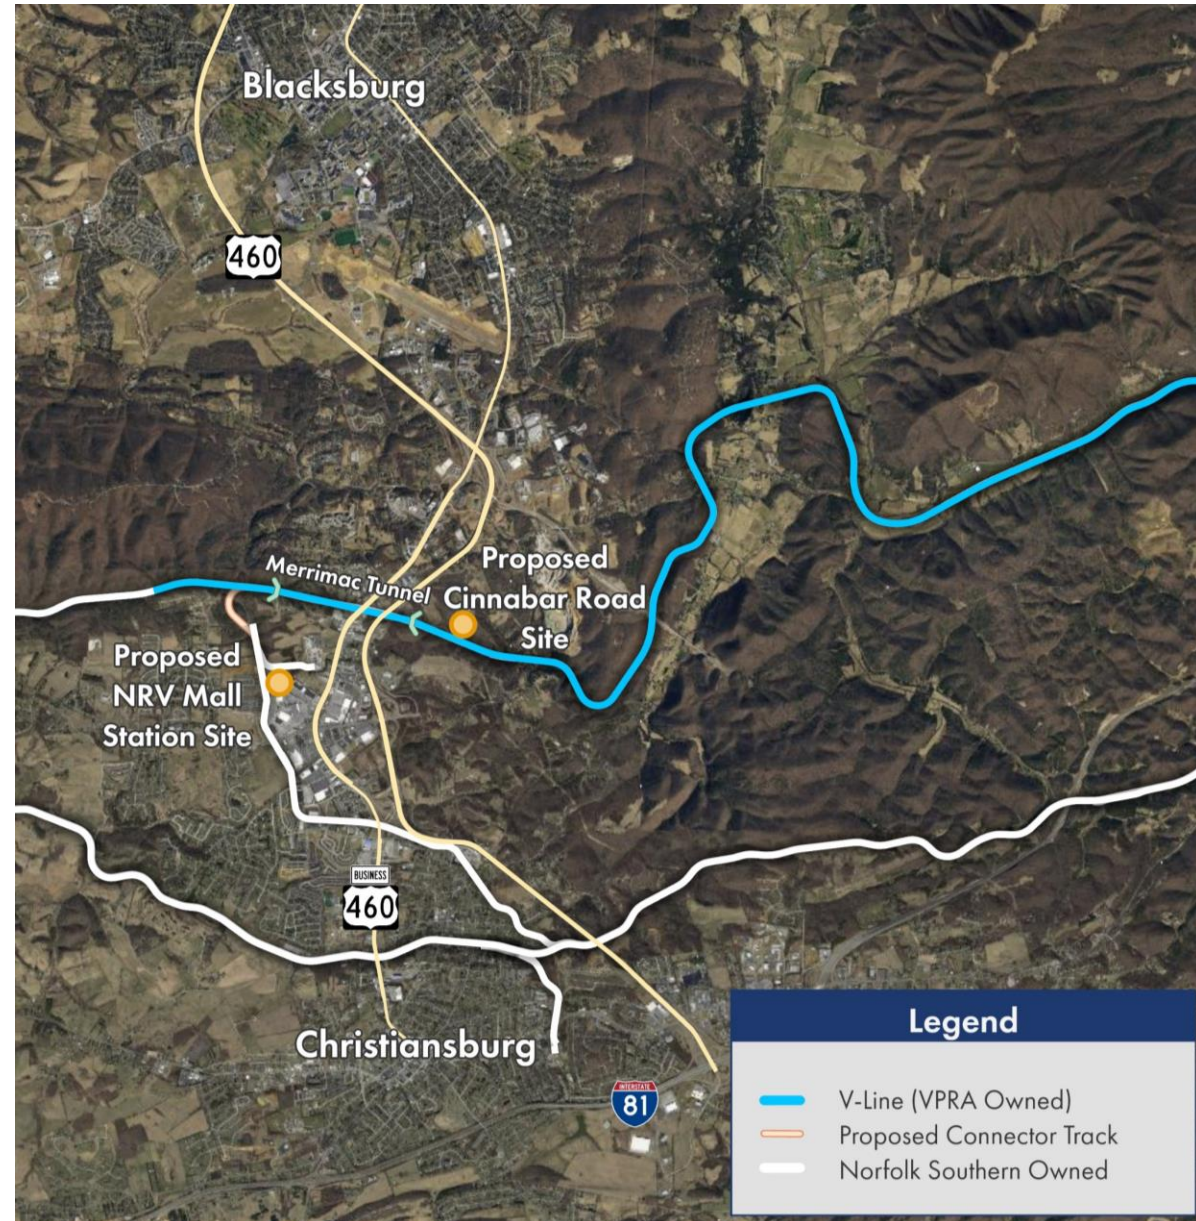 Blacksburg
460
Merrimac Tunnel
Proposed
Cinnabar Road
Site
Proposed
NRV Mall
Station Site
BUSINESS
460
Christiansburg
INTERSTATE
81
Legend
V-Line (VPRA Owned)
Proposed Connector Track
Norfolk Southern Owned